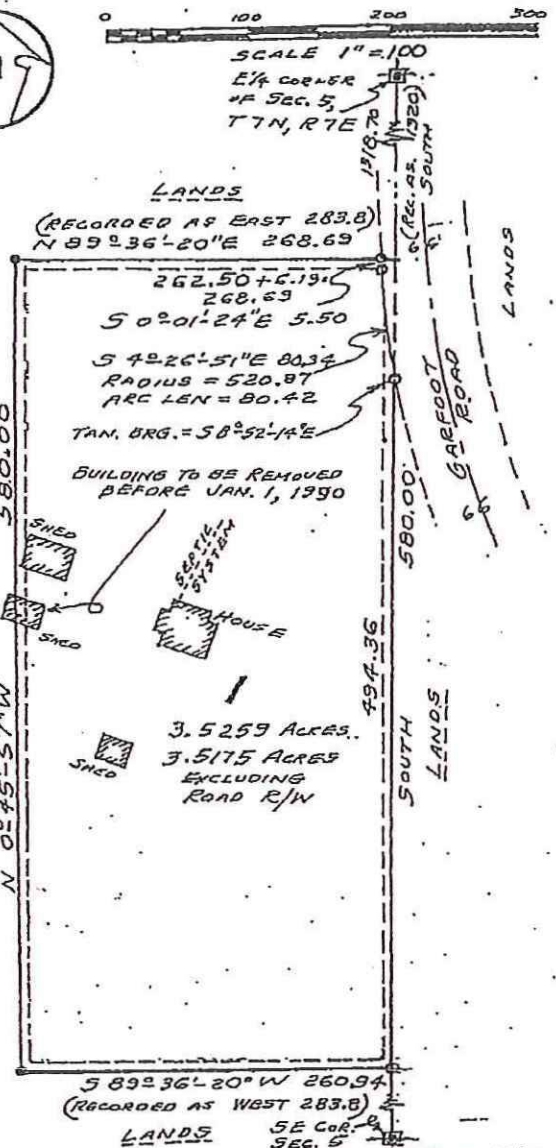 0 100 200 300
SCALE 1"=100
E¼ CORNER
OF SEC. 5,
T7N, R7E
1318.70
(REC. AS 1320)
SOUTH
LANDS
(RECORDED AS EAST 283.8)
N 89°36'-20"E 268.69
262.50+6.19=
268.69
S 0°-01'-24"E 5.50
S 4°-26'-51"E 80.34
RADIUS = 520.87
ARC LEN = 80.42
TAN. BRG. = S 8°-52'-14"E
LANDS
GARFOOT
ROAD
66
BUILDING TO BE REMOVED
BEFORE JAN. 1, 1990
580.00
SHED
SHED
SEPTIC
SYSTEM
HOUSE
580.00
494.36
SHED
3.5259 ACRES
3.5175 ACRES
EXCLUDING
ROAD R/W
SOUTH
LANDS
S 89°36'-20"W 260.94
(RECORDED AS WEST 283.8)
LANDS
SE COR.
SEC. 5